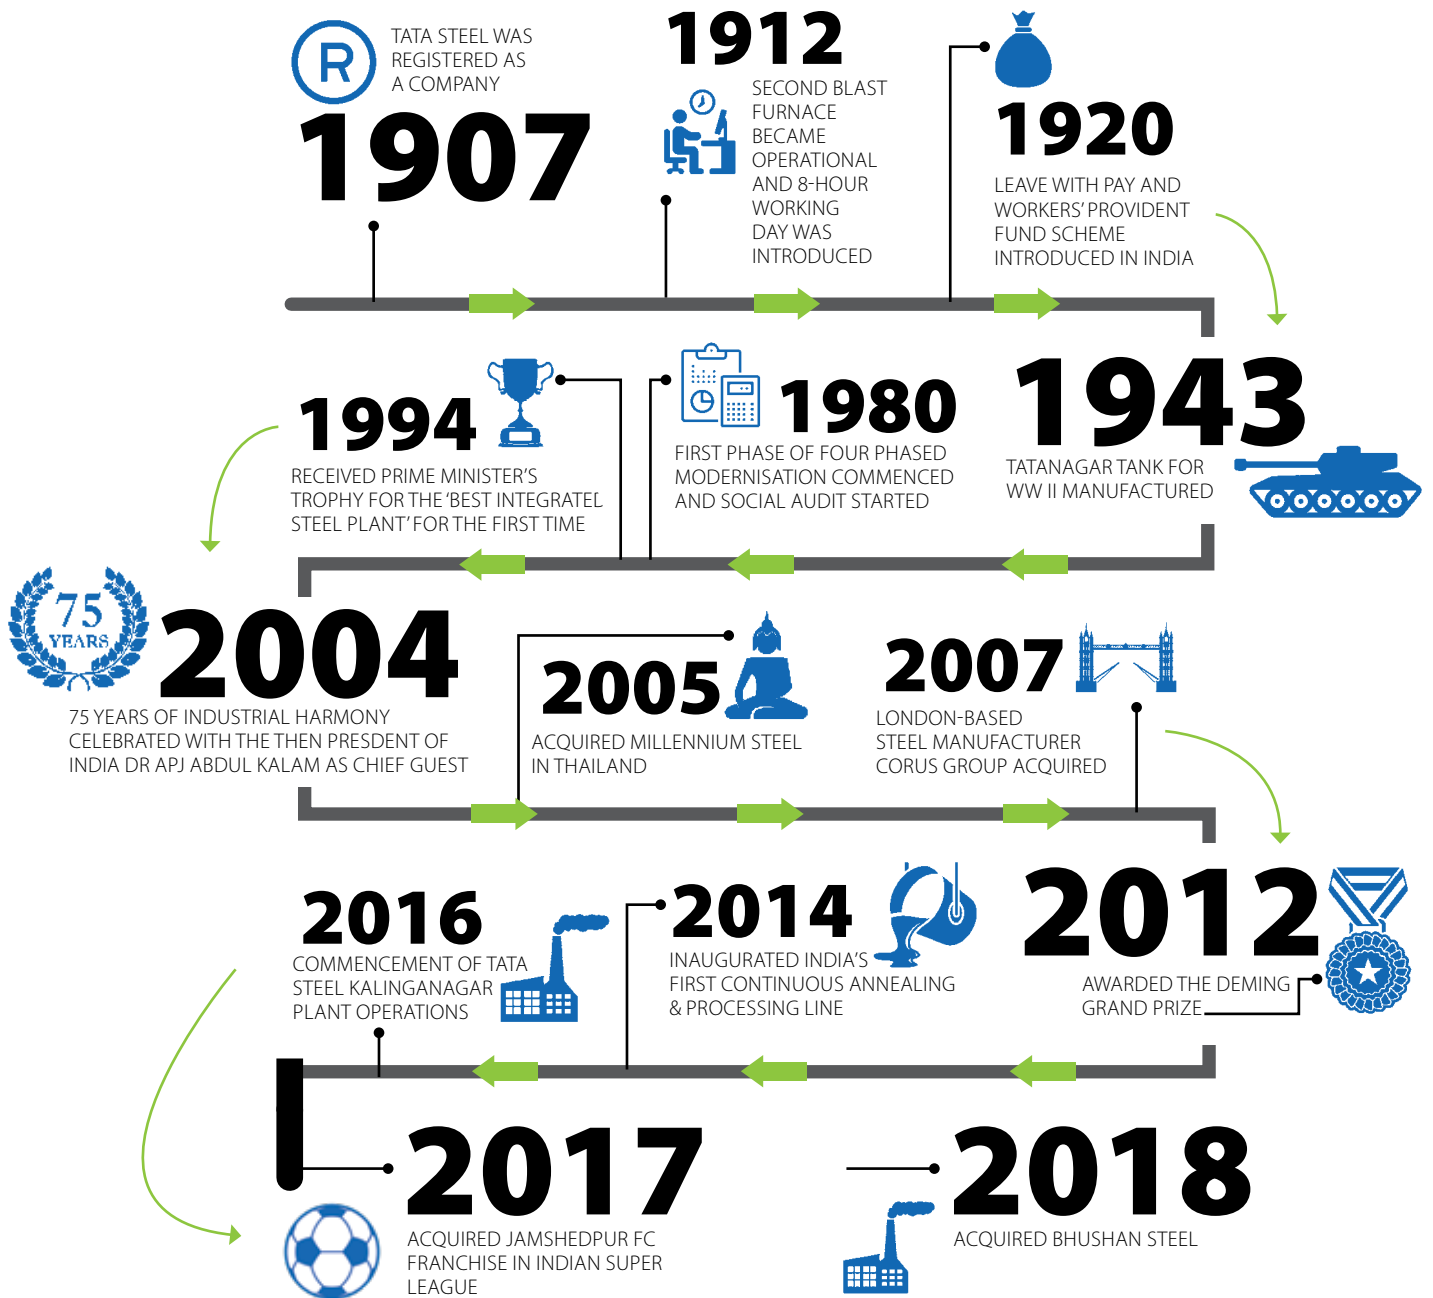 R
TATA STEEL WAS
REGISTERED AS
A COMPANY
1907
1912
SECOND BLAST
FURNACE
BECAME
OPERATIONAL
AND 8-HOUR
WORKING
DAY WAS
INTRODUCED
1920
LEAVE WITH PAY AND
WORKERS' PROVIDENT
FUND SCHEME
INTRODUCED IN INDIA
1943
TATANAGAR TANK FOR
WW II MANUFACTURED
1980
FIRST PHASE OF FOUR PHASED
MODERNISATION COMMENCED
AND SOCIAL AUDIT STARTED
1994
RECEIVED PRIME MINISTER'S
TROPHY FOR THE 'BEST INTEGRATED
STEEL PLANT' FOR THE FIRST TIME
75
YEARS
2004
75 YEARS OF INDUSTRIAL HARMONY
CELEBRATED WITH THE THEN PRESDENT OF
INDIA DR APJ ABDUL KALAM AS CHIEF GUEST
2005
ACQUIRED MILLENNIUM STEEL
IN THAILAND
2007
LONDON-BASED
STEEL MANUFACTURER
CORUS GROUP ACQUIRED
2012
AWARDED THE DEMING
GRAND PRIZE
2014
INAUGURATED INDIA'S
FIRST CONTINUOUS ANNEALING
& PROCESSING LINE
2016
COMMENCEMENT OF TATA
STEEL KALINGANAGAR
PLANT OPERATIONS
2017
ACQUIRED JAMSHEDPUR FC
FRANCHISE IN INDIAN SUPER
LEAGUE
2018
ACQUIRED BHUSHAN STEEL